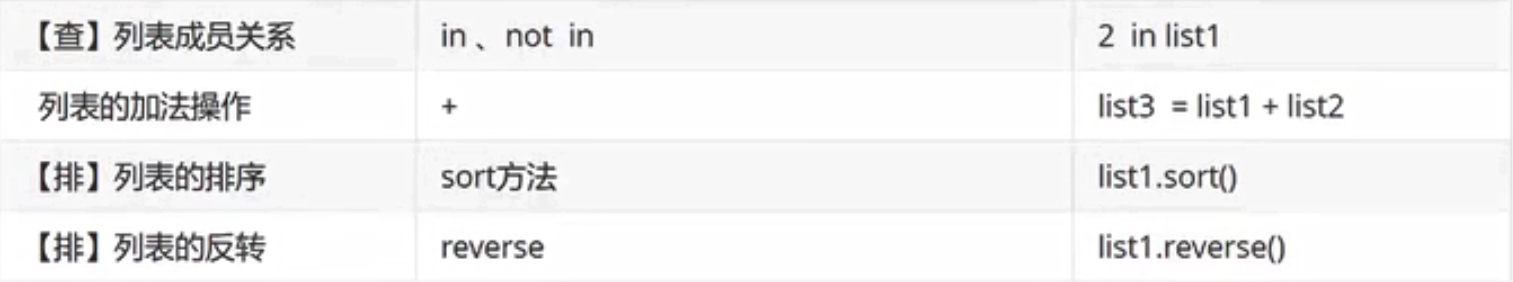 【查】列表成员关系 in 、not in 2 in list1
列表的加法操作 + list3 = list1 + list2
【排】列表的排序 sort方法 list1.sort()
【排】列表的反转 reverse list1.reverse()